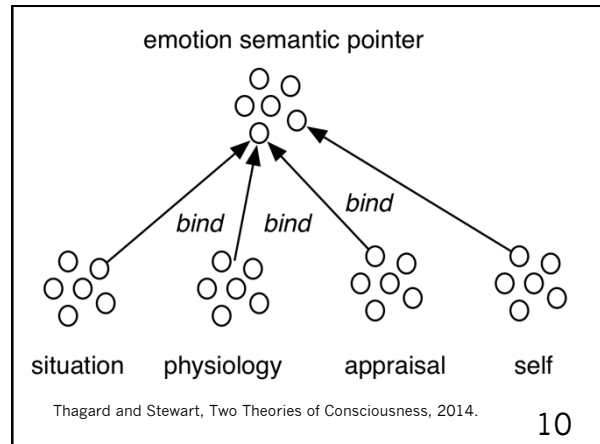 emotion semantic pointer
bind
bind bind
situation physiology appraisal self
Thagard and Stewart, Two Theories of Consciousness, 2014.
10